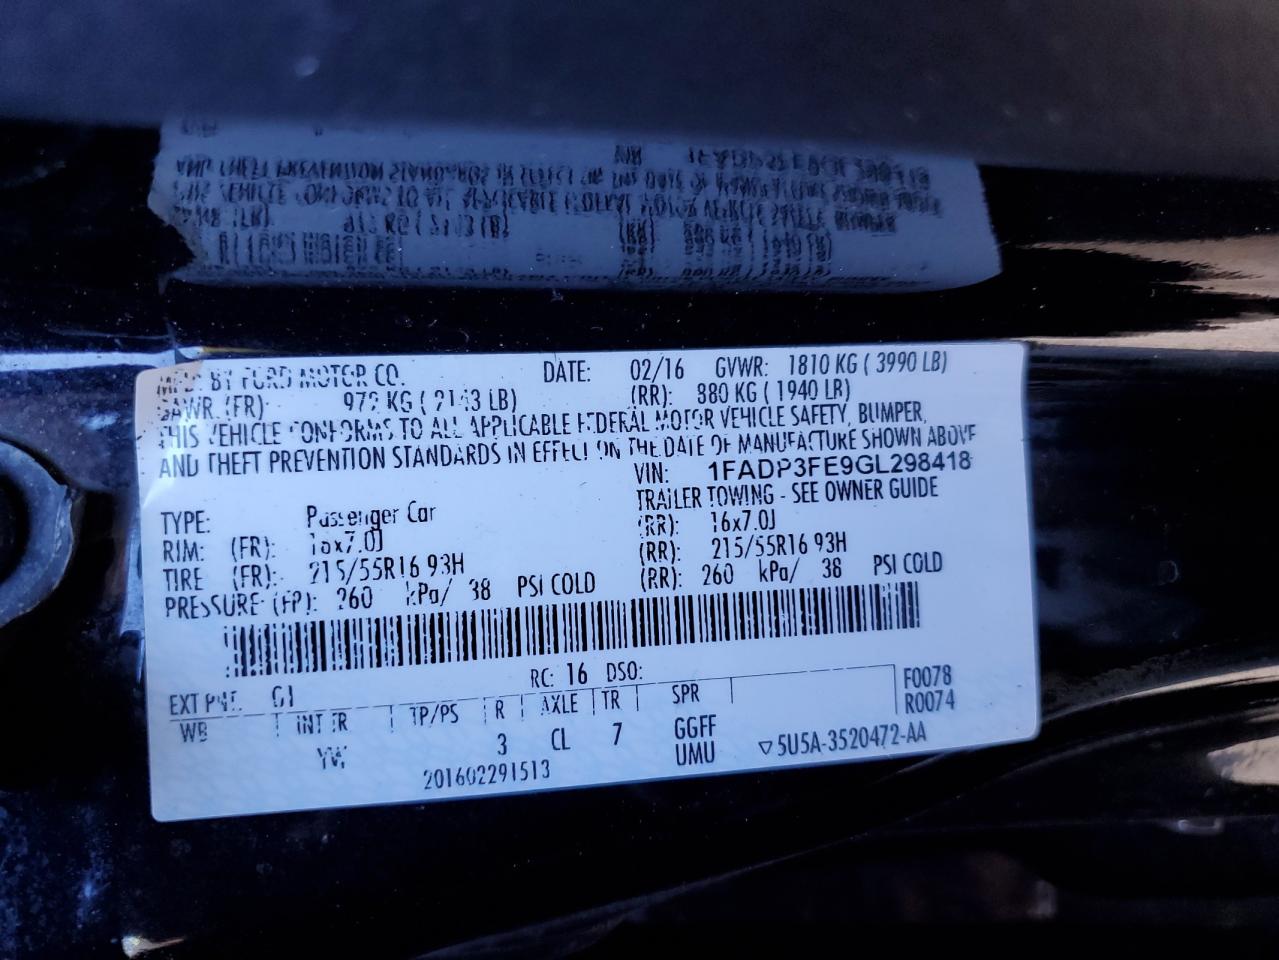 MFD. BY FORD MOTOR CO. DATE: 02/16 GVWR: 1810 KG ( 3990 LB)
GAWR (FR): KG ( LB) (RR): 880 KG ( 1940 LB)
THIS VEHICLE CONFORMS TO ALL APPLICABLE FEDERAL MOTOR VEHICLE SAFETY, BUMPER,
AND THEFT PREVENTION STANDARDS IN EFFECT ON THE DATE OF MANUFACTURE SHOWN ABOVE
VIN: 1FADP3FE9GL298418
TRAILER TOWING - SEE OWNER GUIDE
TYPE: Passenger Car
RIM: (FR): 16x7.0J (RR): 16x7.0J
TIRE (FR): 215/55R16 93H (RR): 215/55R16 93H
PRESSURE: (FR): 260 kPa/ 38 PSI COLD (RR): 260 kPa/ 38 PSI COLD
RC: 16 DSO:
EXT PNT: G1
F0078
WB INT TR TP/PS R AXLE TR SPR R0074
3 CL 7 GGFF
201602291513 UMU ▽5U5A-3520472-AA